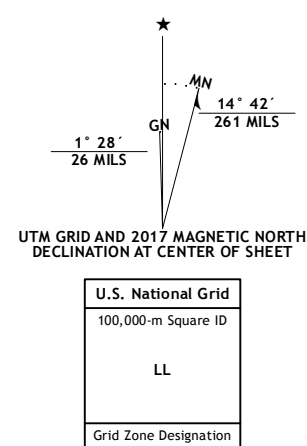 ★
MN
GN
14° 42´
261 MILS
1° 28´
26 MILS
UTM GRID AND 2017 MAGNETIC NORTH
DECLINATION AT CENTER OF SHEET
U.S. National Grid
100,000-m Square ID
LL
Grid Zone Designation